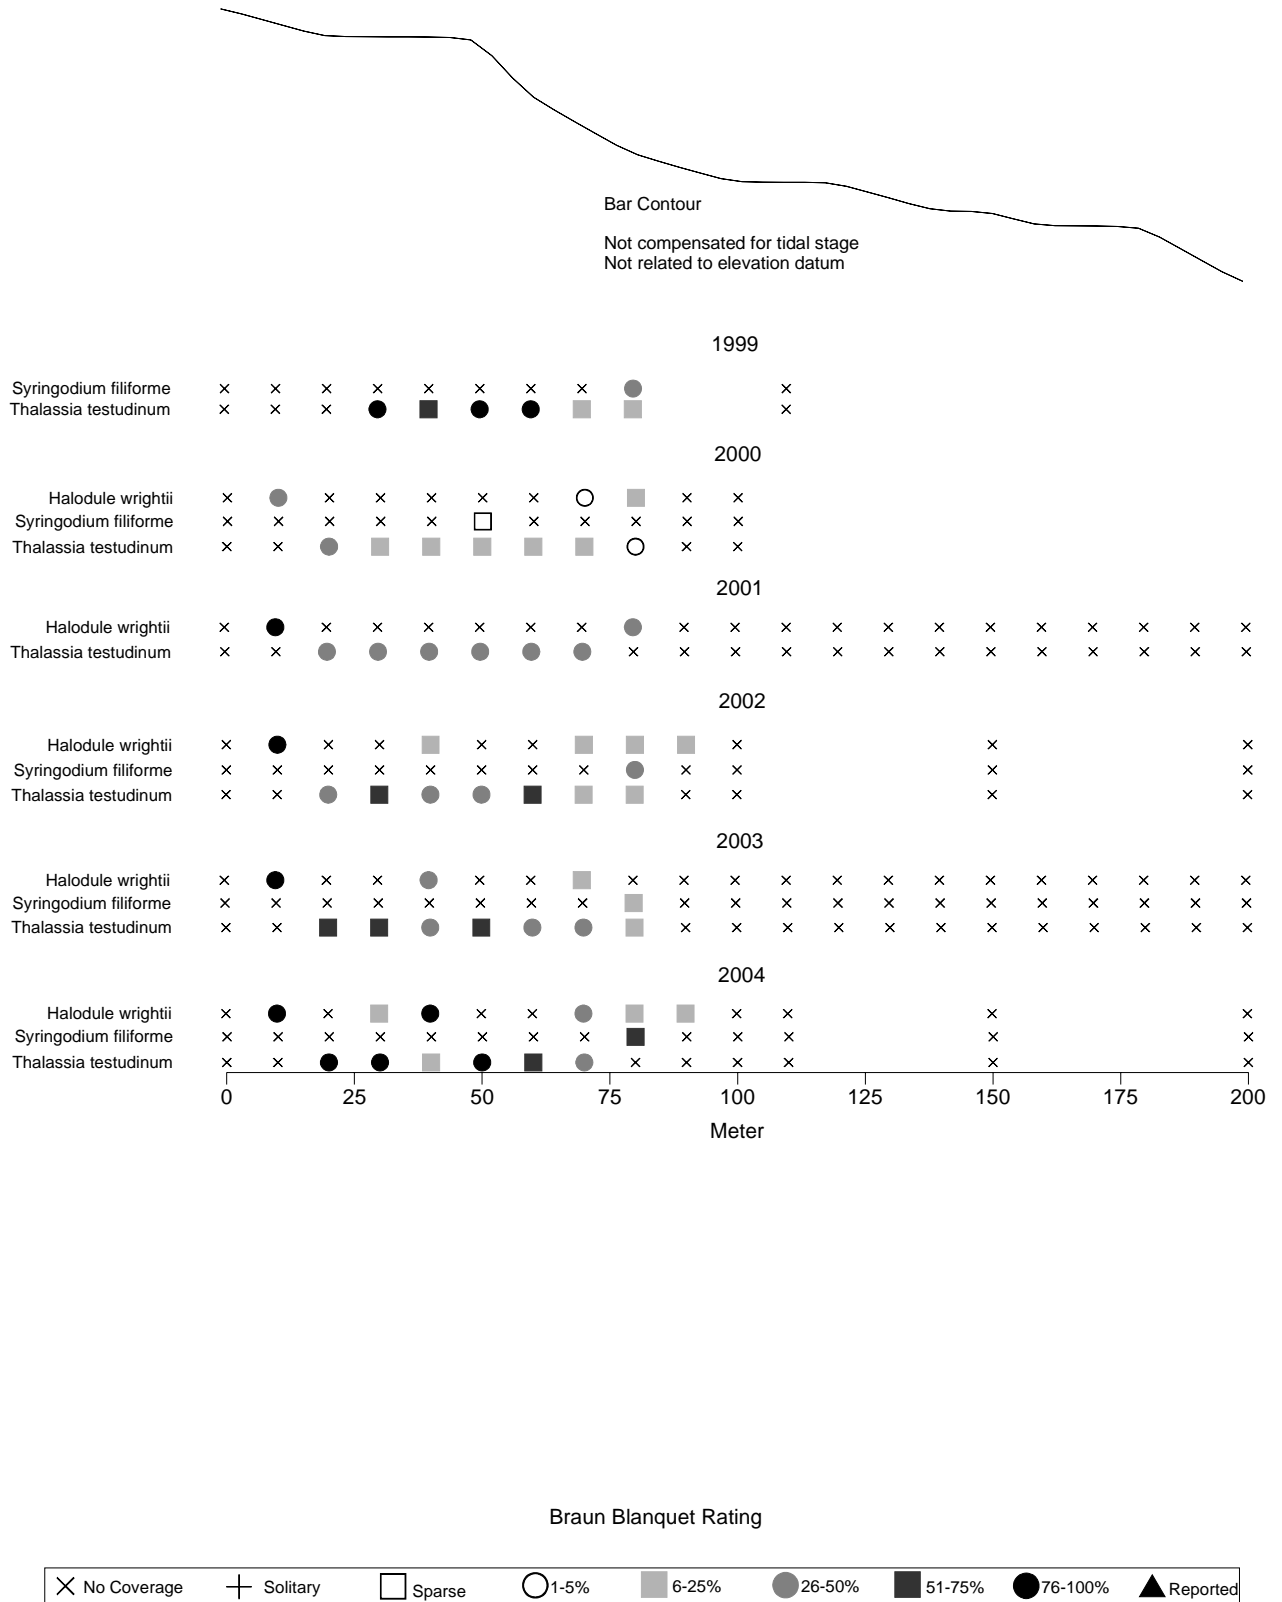 Bar Contour
Not compensated for tidal stage
Not related to elevation datum
1999
Syringodium filiforme
Thalassia testudinum
2000
Halodule wrightii
Syringodium filiforme
Thalassia testudinum
2001
Halodule wrightii
Thalassia testudinum
2002
Halodule wrightii
Syringodium filiforme
Thalassia testudinum
2003
Halodule wrightii
Syringodium filiforme
Thalassia testudinum
2004
Halodule wrightii
Syringodium filiforme
Thalassia testudinum
0 25 50 75 100 125 150 175 200
Meter
Braun Blanquet Rating
No Coverage Solitary Sparse 1-5% 6-25% 26-50% 51-75% 76-100% Reported